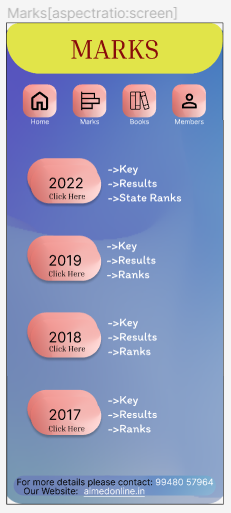 Marks[aspectratio:screen]
MARKS
Home Marks Books Members
2022
Click Here
->Key
->Results
->State Ranks
2019
Click Here
->Key
->Results
->Ranks
2018
Click Here
->Key
->Results
->Ranks
2017
Click Here
->Key
->Results
->Ranks
For more details please contact: 99480 57964
Our Website: aimedonline.in